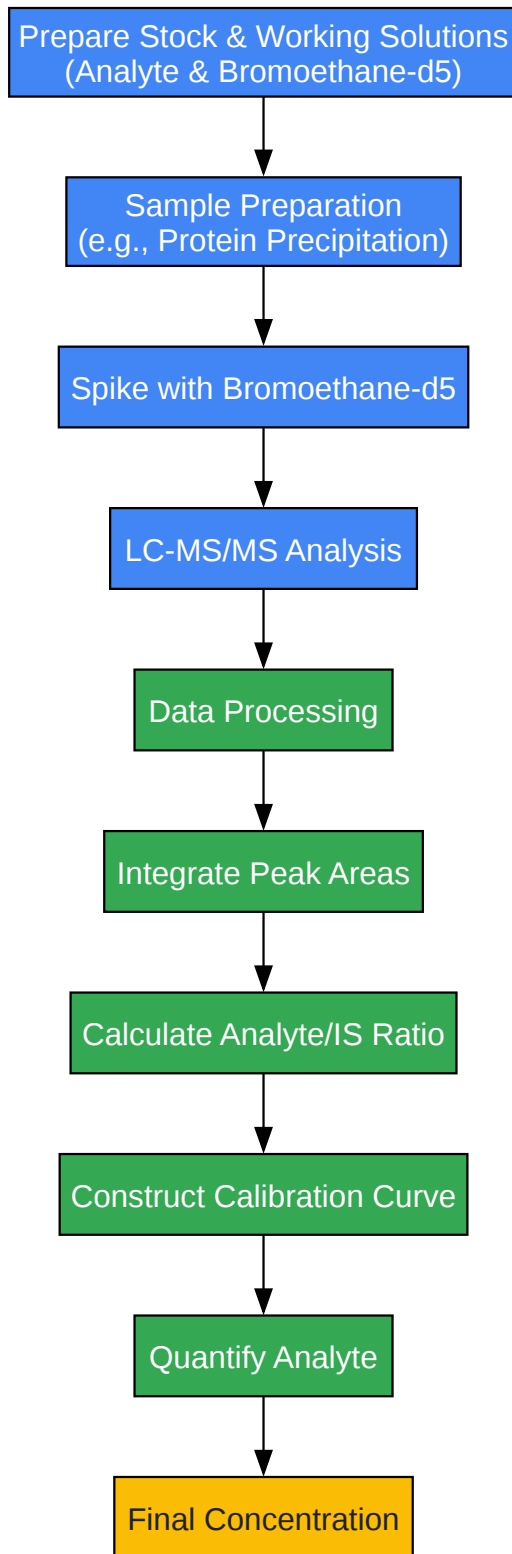 Prepare Stock & Working Solutions
(Analyte & Bromoethane-d5)
Sample Preparation
(e.g., Protein Precipitation)
Spike with Bromoethane-d5
LC-MS/MS Analysis
Data Processing
Integrate Peak Areas
Calculate Analyte/IS Ratio
Construct Calibration Curve
Quantify Analyte
Final Concentration